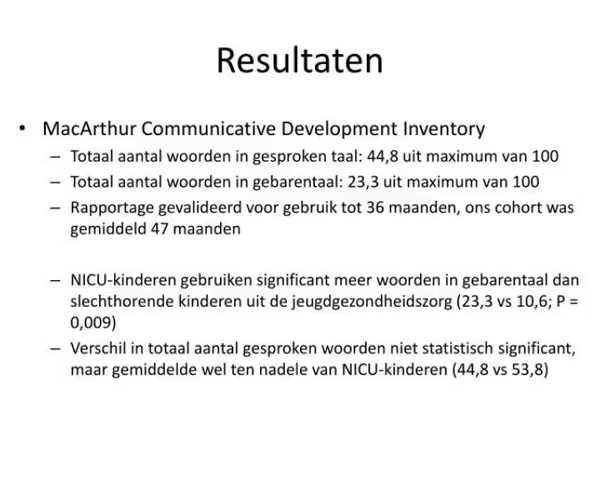 Resultaten
• MacArthur Communicative Development Inventory
– Totaal aantal woorden in gesproken taal: 44,8 uit maximum van 100
– Totaal aantal woorden in gebarentaal: 23,3 uit maximum van 100
– Rapportage gevalideerd voor gebruik tot 36 maanden, ons cohort was
gemiddeld 47 maanden
– NICU-kinderen gebruiken significant meer woorden in gebarentaal dan
slechthorende kinderen uit de jeugdgezondheidszorg (23,3 vs 10,6; P =
0,009)
– Verschil in totaal aantal gesproken woorden niet statistisch significant,
maar gemiddelde wel ten nadele van NICU-kinderen (44,8 vs 53,8)